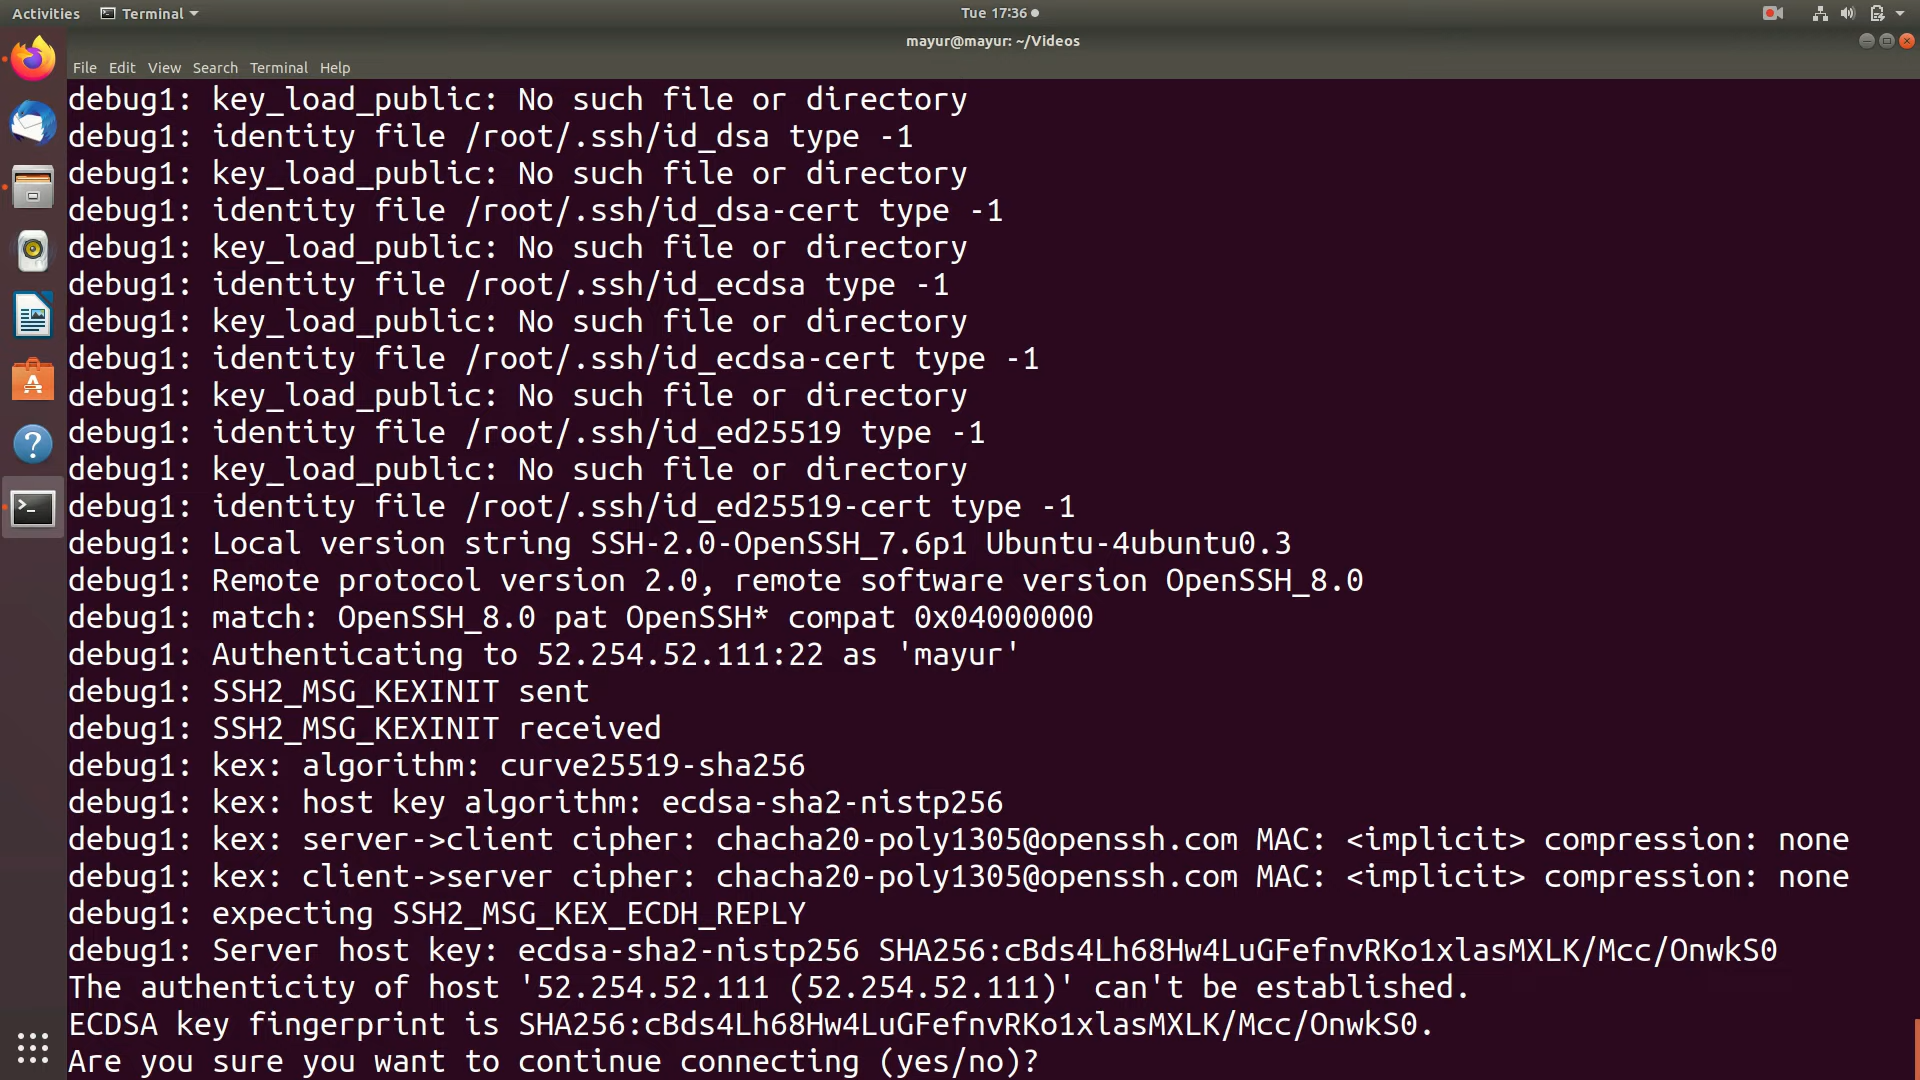 Activities
Terminal
Tue 17:36
mayur@mayur: ~/Videos
File Edit View Search Terminal Help
debug1: key_load_public: No such file or directory
debug1: identity file /root/.ssh/id_dsa type -1
debug1: key_load_public: No such file or directory
debug1: identity file /root/.ssh/id_dsa-cert type -1
debug1: key_load_public: No such file or directory
debug1: identity file /root/.ssh/id_ecdsa type -1
debug1: key_load_public: No such file or directory
debug1: identity file /root/.ssh/id_ecdsa-cert type -1
debug1: key_load_public: No such file or directory
debug1: identity file /root/.ssh/id_ed25519 type -1
debug1: key_load_public: No such file or directory
debug1: identity file /root/.ssh/id_ed25519-cert type -1
debug1: Local version string SSH-2.0-OpenSSH_7.6p1 Ubuntu-4ubuntu0.3
debug1: Remote protocol version 2.0, remote software version OpenSSH_8.0
debug1: match: OpenSSH_8.0 pat OpenSSH* compat 0x04000000
debug1: Authenticating to 52.254.52.111:22 as 'mayur'
debug1: SSH2_MSG_KEXINIT sent
debug1: SSH2_MSG_KEXINIT received
debug1: kex: algorithm: curve25519-sha256
debug1: kex: host key algorithm: ecdsa-sha2-nistp256
debug1: kex: server->client cipher: chacha20-poly1305@openssh.com MAC: <implicit> compression: none
debug1: kex: client->server cipher: chacha20-poly1305@openssh.com MAC: <implicit> compression: none
debug1: expecting SSH2_MSG_KEX_ECDH_REPLY
debug1: Server host key: ecdsa-sha2-nistp256 SHA256:cBds4Lh68Hw4LuGFefnvRKo1xlasMXLK/Mcc/OnwkS0
The authenticity of host '52.254.52.111 (52.254.52.111)' can't be established.
ECDSA key fingerprint is SHA256:cBds4Lh68Hw4LuGFefnvRKo1xlasMXLK/Mcc/OnwkS0.
Are you sure you want to continue connecting (yes/no)?